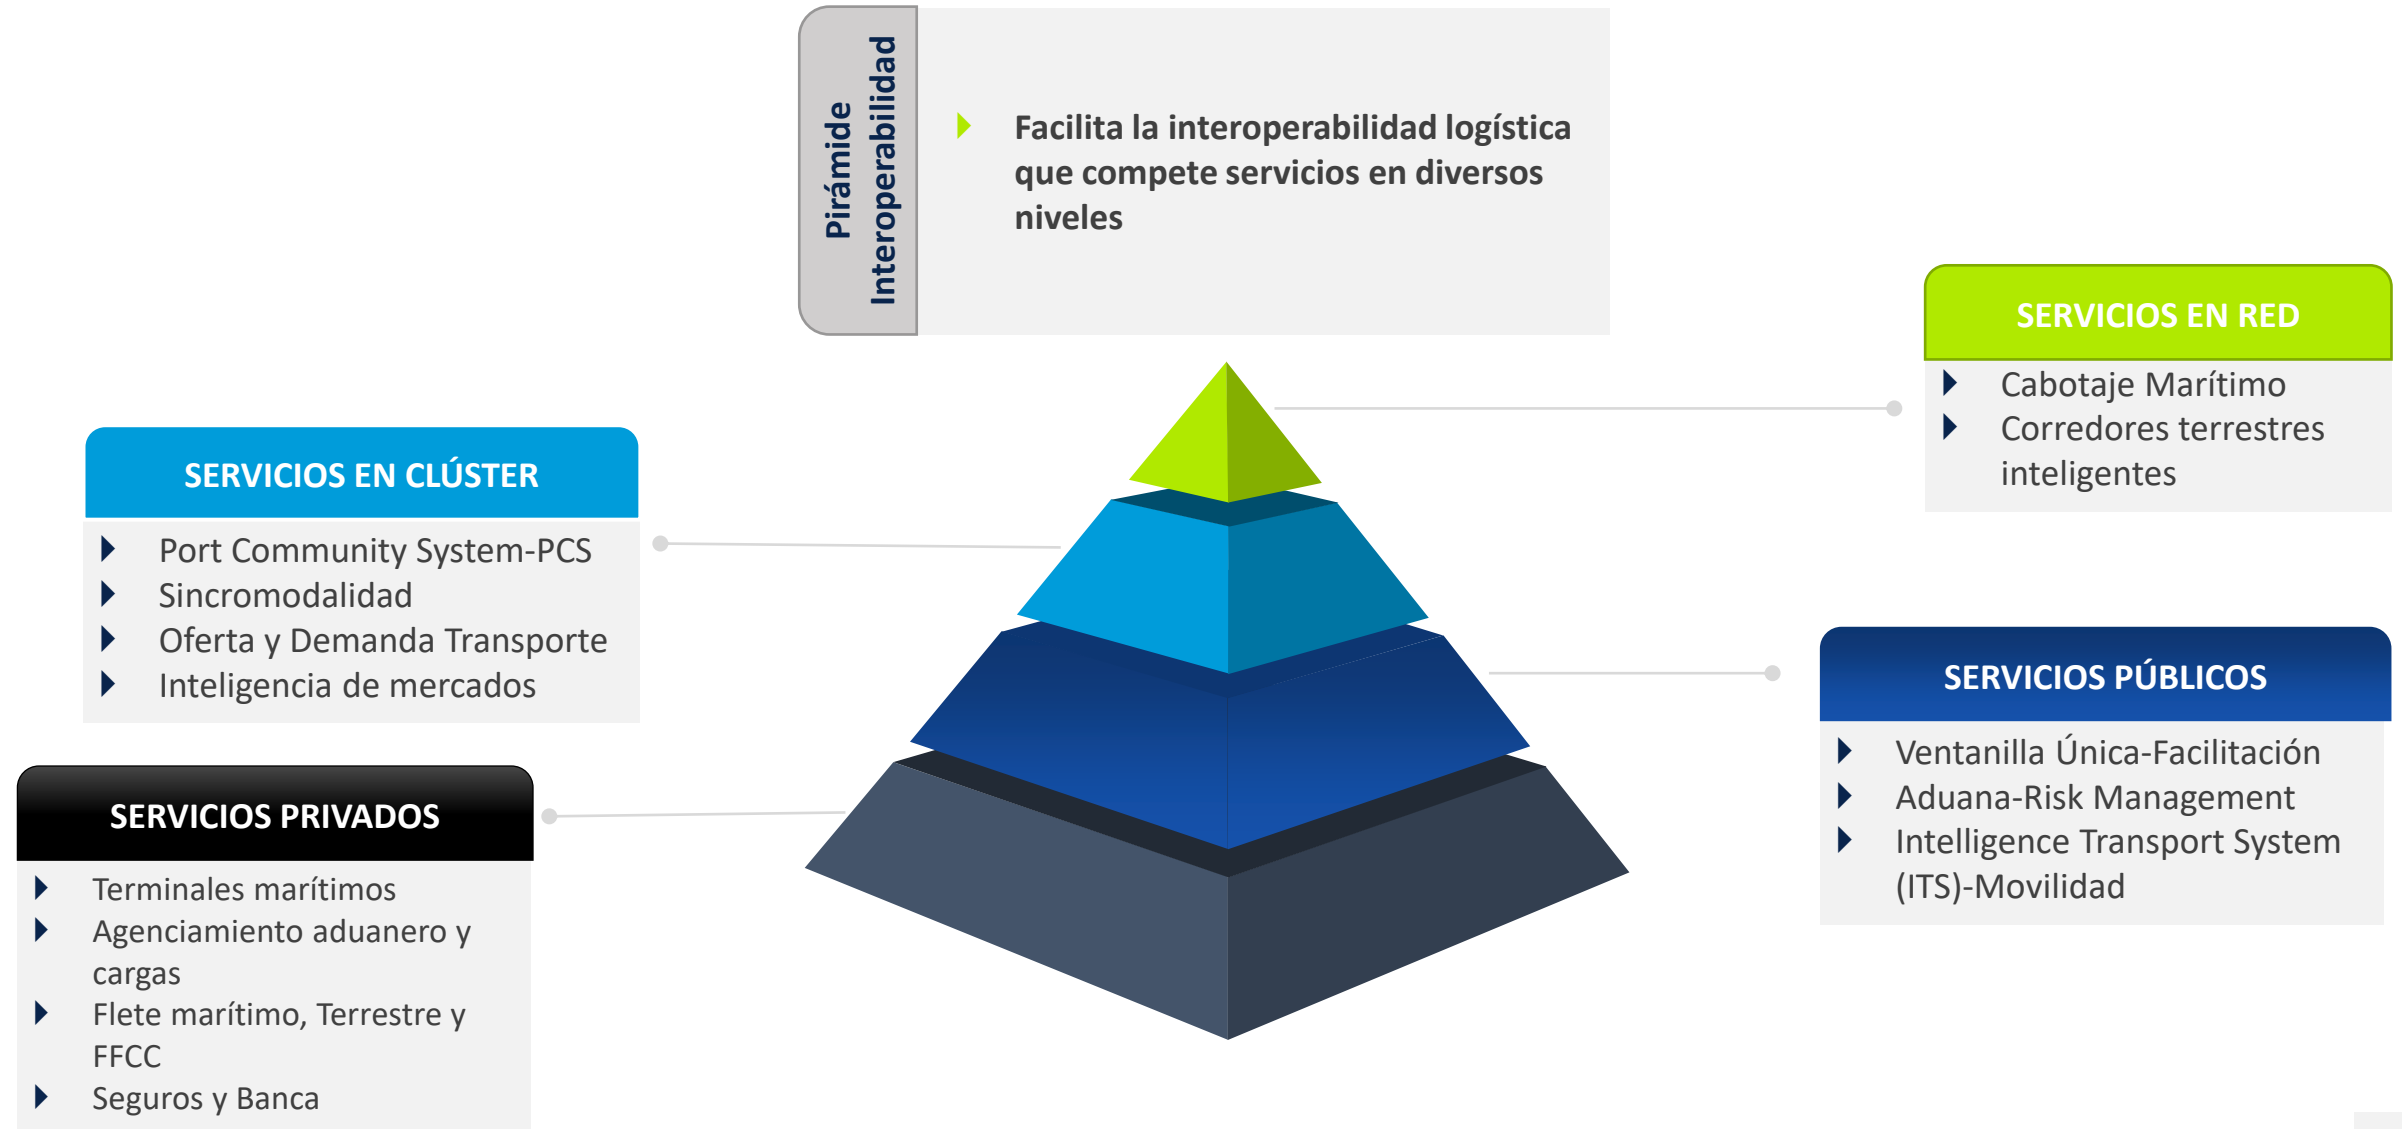 Pirámide
Interoperabilidad
Facilita la interoperabilidad logística
que compete servicios en diversos
niveles
SERVICIOS EN RED
Cabotaje Marítimo
Corredores terrestres
inteligentes
SERVICIOS EN CLÚSTER
Port Community System-PCS
Sincromodalidad
Oferta y Demanda Transporte
Inteligencia de mercados
SERVICIOS PÚBLICOS
Ventanilla Única-Facilitación
Aduana-Risk Management
Intelligence Transport System
(ITS)-Movilidad
SERVICIOS PRIVADOS
Terminales marítimos
Agenciamiento aduanero y
cargas
Flete marítimo, Terrestre y
FFCC
Seguros y Banca